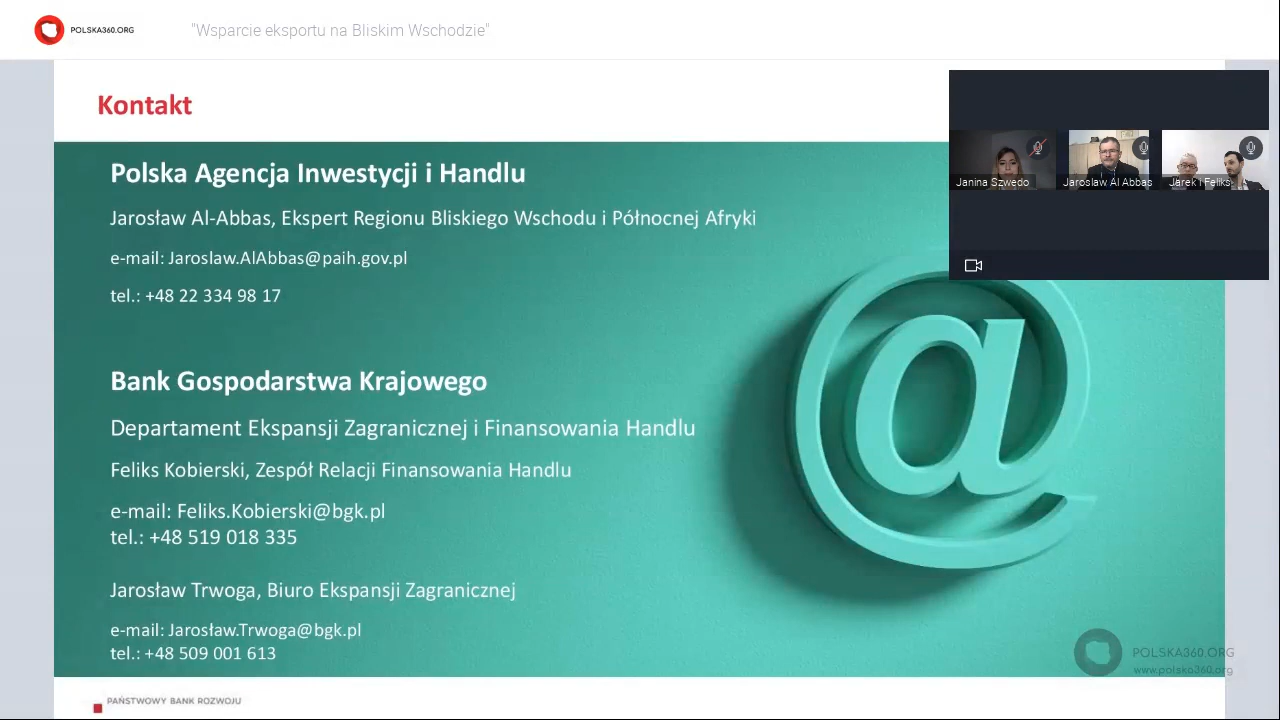 POLSKA360.ORG
"Wsparcie eksportu na Bliskim Wschodzie"
Kontakt
Polska Agencja Inwestycji i Handlu
Jarosław Al-Abbas, Ekspert Regionu Bliskiego Wschodu i Północnej Afryki
e-mail: Jaroslaw.AlAbbas@paih.gov.pl
tel.: +48 22 334 98 17
Bank Gospodarstwa Krajowego
Departament Ekspansji Zagranicznej i Finansowania Handlu
Feliks Kobierski, Zespół Relacji Finansowania Handlu
e-mail: Feliks.Kobierski@bgk.pl
tel.: +48 519 018 335
Jarosław Trwoga, Biuro Ekspansji Zagranicznej
e-mail: Jarosław.Trwoga@bgk.pl
tel.: +48 509 001 613
Janina Szwedo
Jaroslaw Al Abbas
Jarek i Feliks
@
POLSKA360.ORG
www.polska360.org
PAŃSTWOWY BANK ROZWOJU